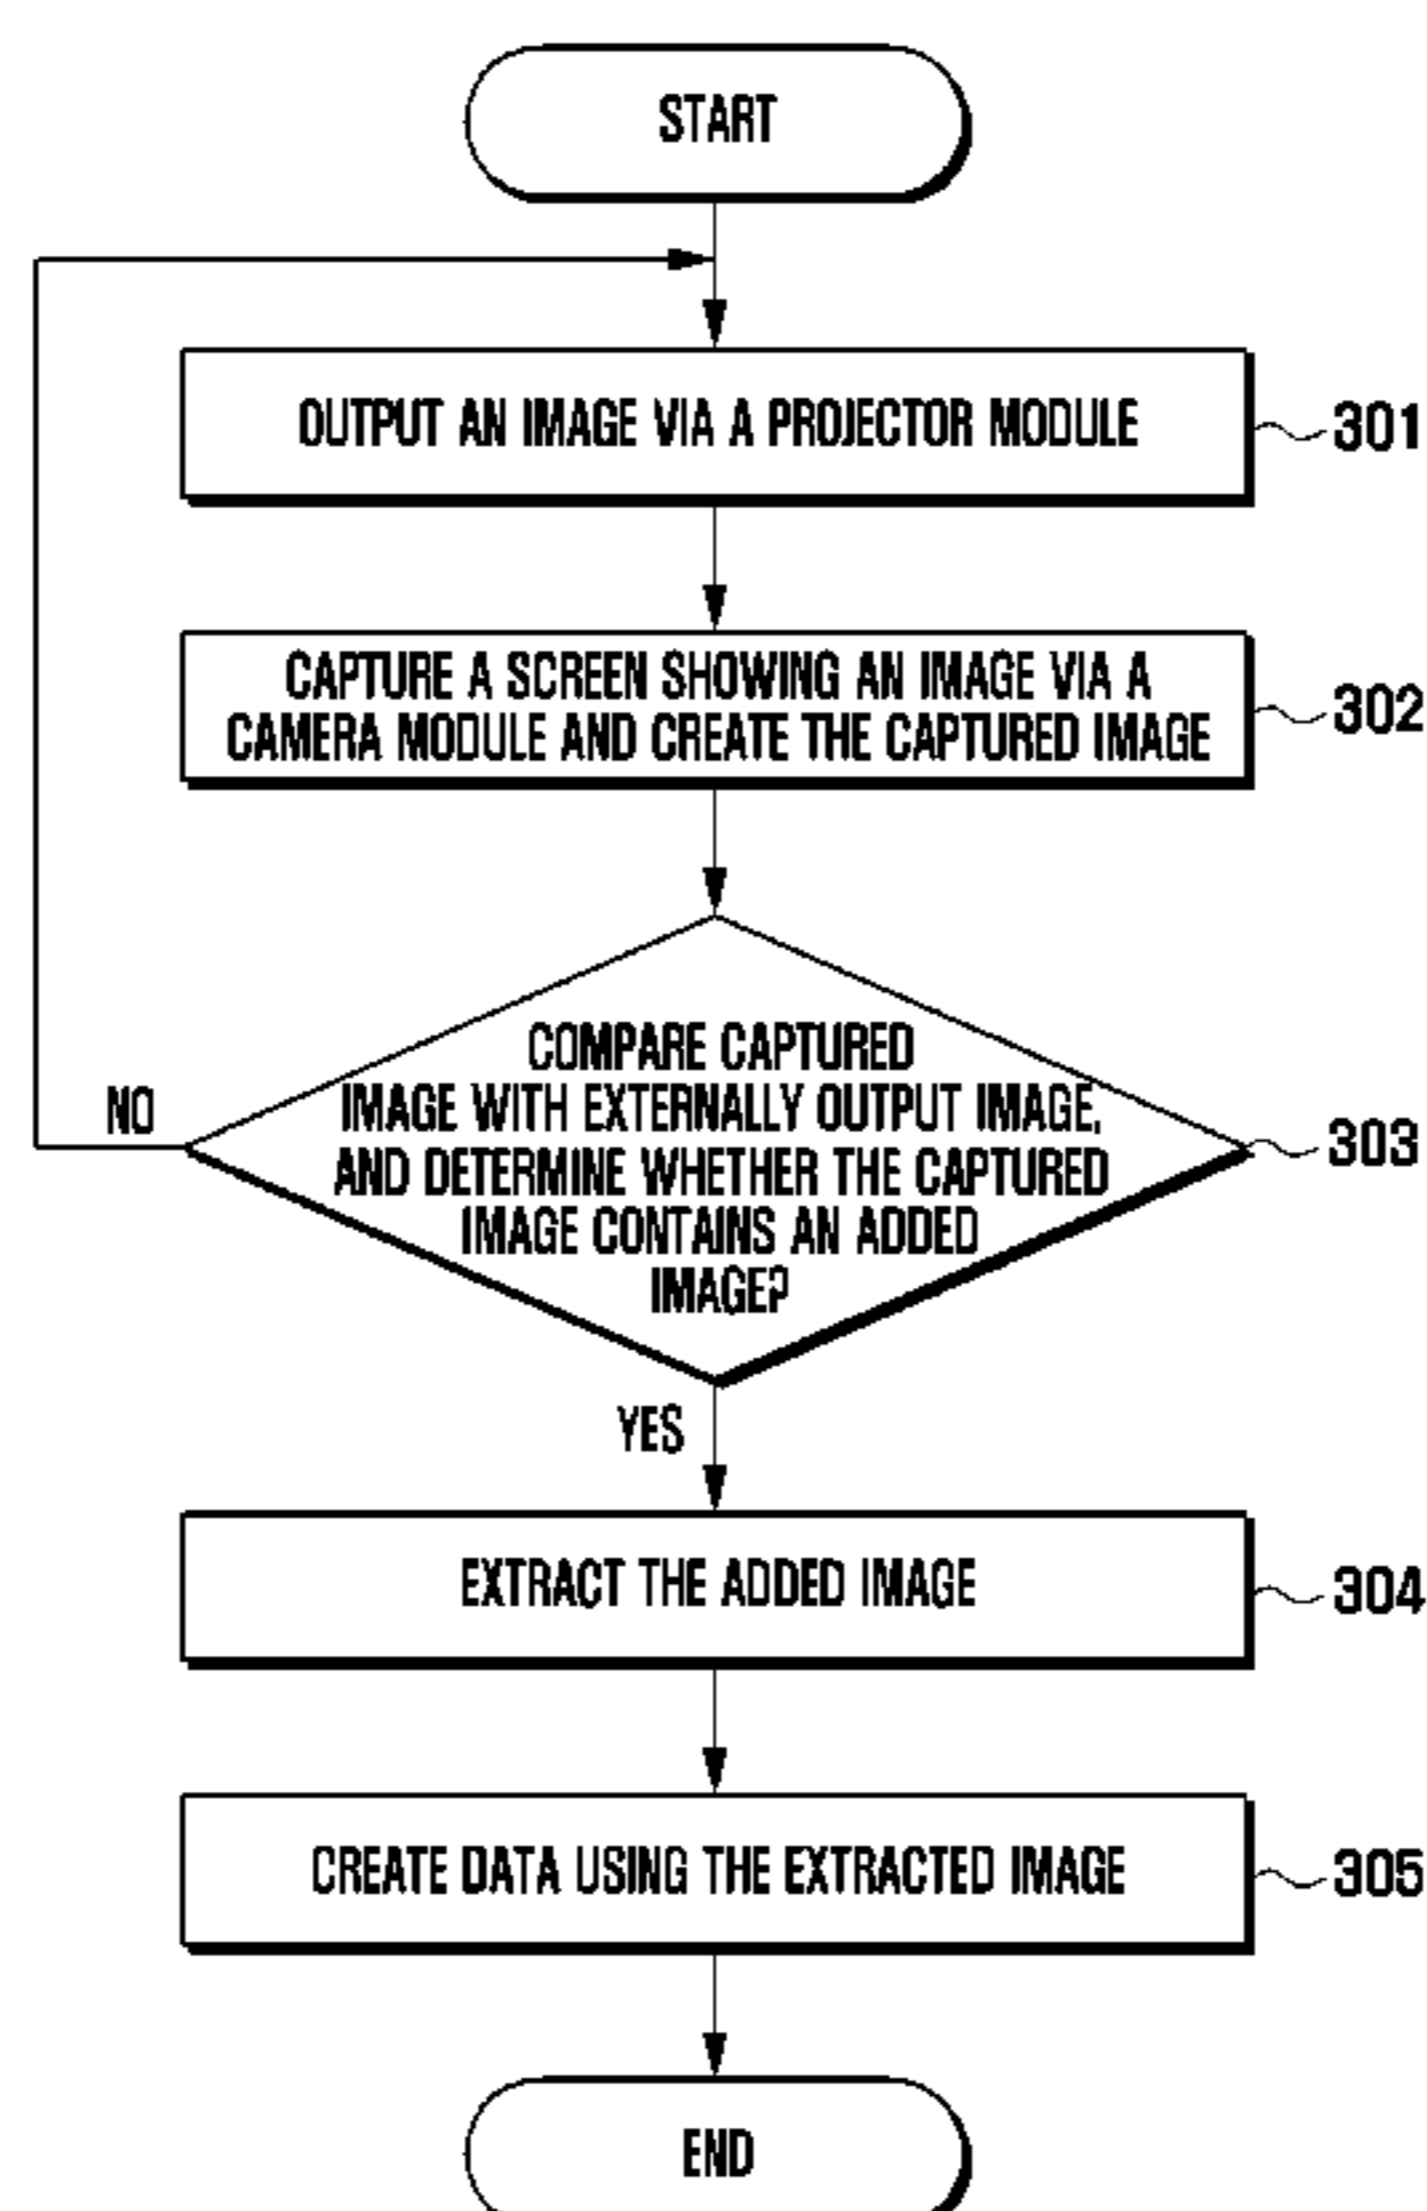 START
OUTPUT AN IMAGE VIA A PROJECTOR MODULE
301
CAPTURE A SCREEN SHOWING AN IMAGE VIA A
CAMERA MODULE AND CREATE THE CAPTURED IMAGE
302
COMPARE CAPTURED
IMAGE WITH EXTERNALLY OUTPUT IMAGE,
AND DETERMINE WHETHER THE CAPTURED
IMAGE CONTAINS AN ADDED
IMAGE?
303
NO
YES
EXTRACT THE ADDED IMAGE
304
CREATE DATA USING THE EXTRACTED IMAGE
305
END